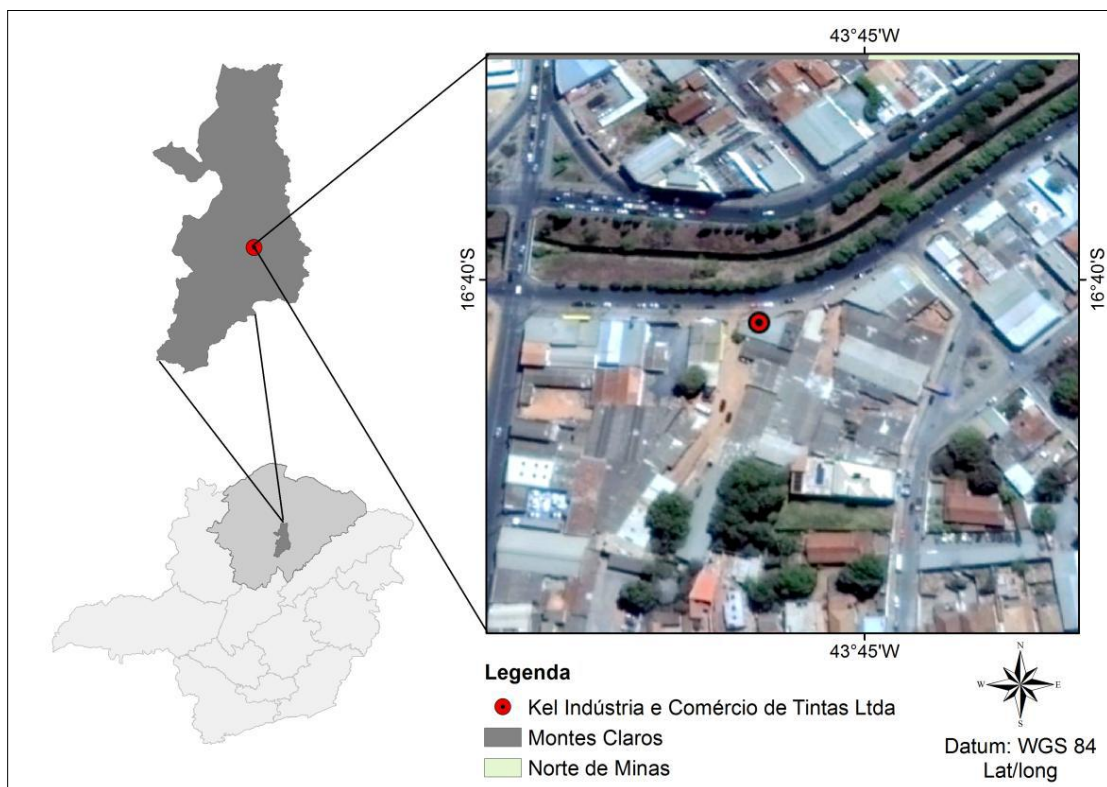 43°45'W
16°40'S
16°40'S
43°45'W
Legenda
Kel Indústria e Comércio de Tintas Ltda
Montes Claros
Norte de Minas
N
W
E
S
Datum: WGS 84
Lat/long